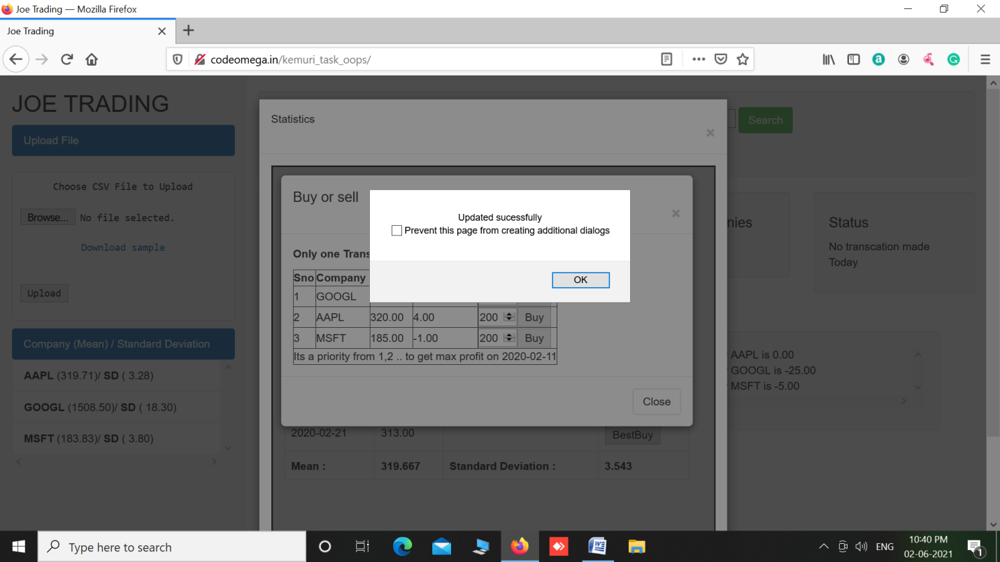 Joe Trading — Mozilla Firefox
Joe Trading
codeomega.in/kemuri_task_oops/
JOE TRADING
Upload File
Choose CSV File to Upload
Browse... No file selected.
Download sample
Upload
Company (Mean) / Standard Deviation
AAPL (319.71)/ SD ( 3.28)
GOOGL (1508.50)/ SD ( 18.30)
MSFT (183.83)/ SD ( 3.80)
Statistics
×
Search
Buy or sell
×
Updated sucessfully
Prevent this page from creating additional dialogs
OK
Only one Trans
Sno Company
1 GOOGL
2 AAPL 320.00 4.00 200 Buy
3 MSFT 185.00 -1.00 200 Buy
Its a priority from 1,2 .. to get max profit on 2020-02-11
Close
2020-02-21 313.00 BestBuy
Mean : 319.667 Standard Deviation : 3.543
nies
Status
No transcation made
Today
AAPL is 0.00
GOOGL is -25.00
MSFT is -5.00
Type here to search
ENG
10:40 PM
02-06-2021
1